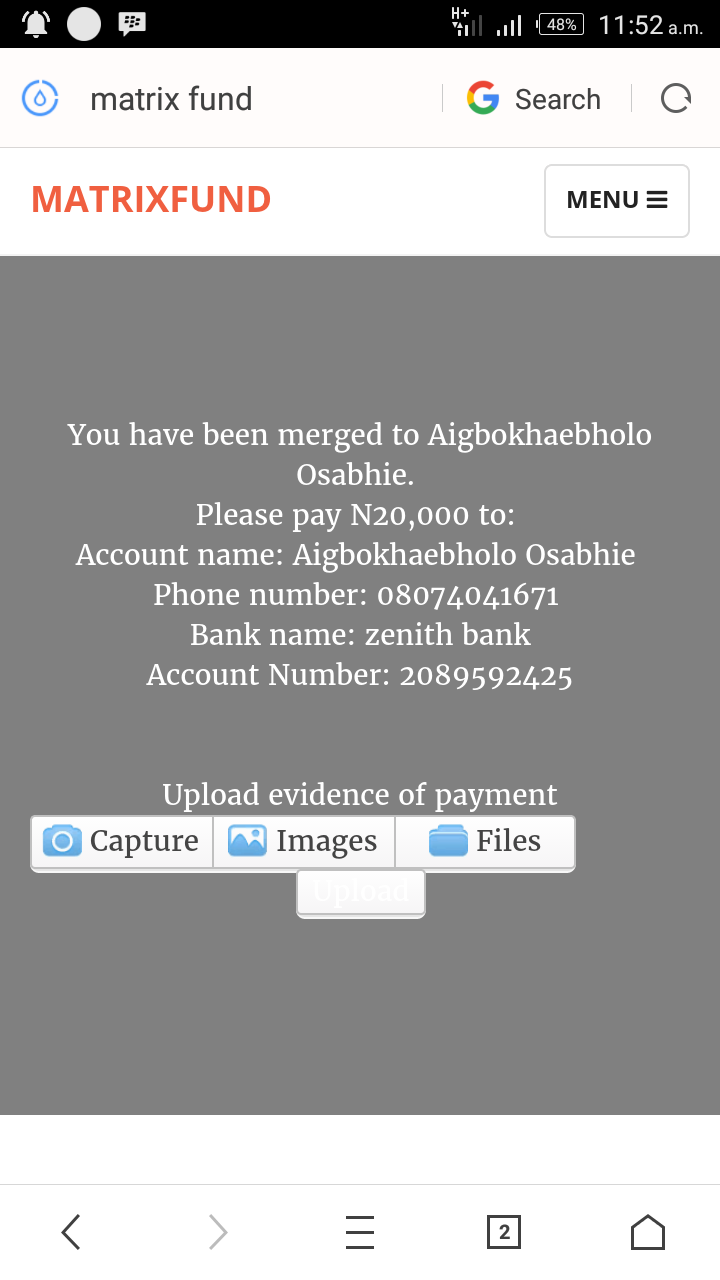 H+ 48% 11:52 a.m.
matrix fund Search
MATRIXFUND MENU
You have been merged to Aigbokhaebholo
Osabhie.
Please pay N20,000 to:
Account name: Aigbokhaebholo Osabhie
Phone number: 08074041671
Bank name: zenith bank
Account Number: 2089592425
Upload evidence of payment
Capture Images Files
Upload
2